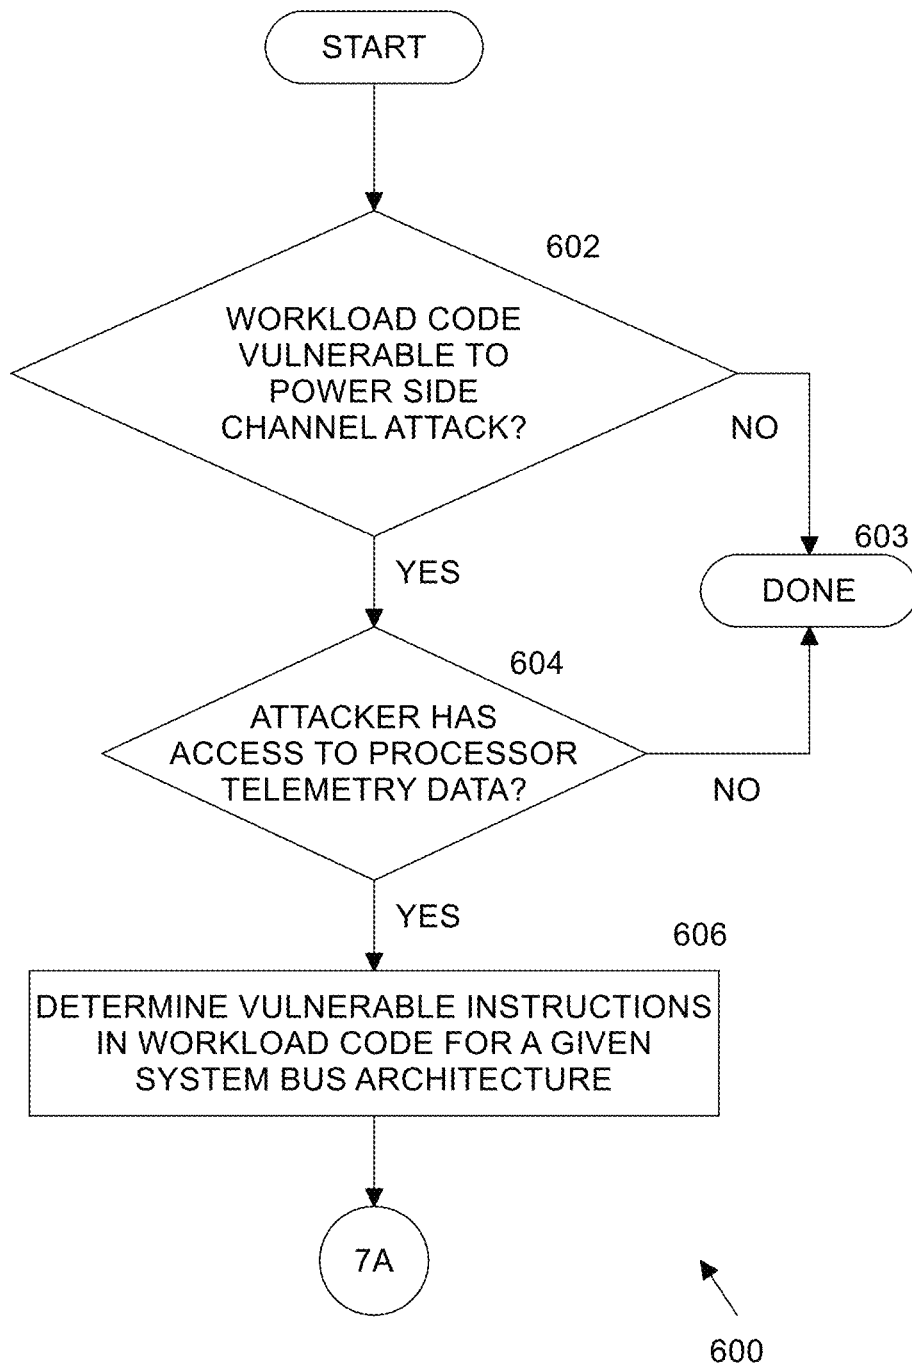 START
602
WORKLOAD CODE
VULNERABLE TO
POWER SIDE
CHANNEL ATTACK?
NO
603
DONE
YES
604
ATTACKER HAS
ACCESS TO PROCESSOR
TELEMETRY DATA?
NO
YES
606
DETERMINE VULNERABLE INSTRUCTIONS
IN WORKLOAD CODE FOR A GIVEN
SYSTEM BUS ARCHITECTURE
7A
600